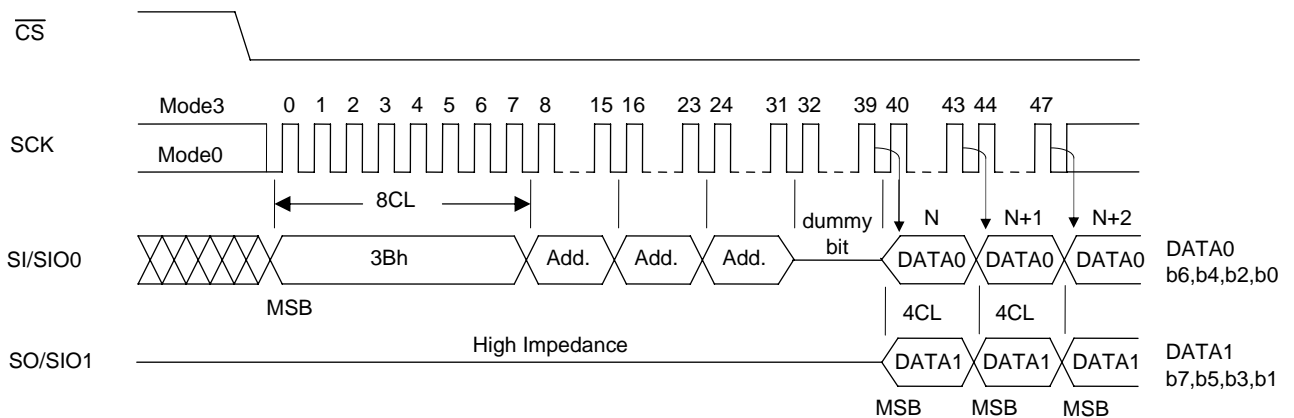 CS
Mode3 0 1 2 3 4 5 6 7 8 15 16 23 24 31 32 39 40 43 44 47
SCK
Mode0
8CL
dummy
bit
N N+1 N+2
SI/SIO0 3Bh Add. Add. Add. DATA0 DATA0 DATA0
DATA0
b6,b4,b2,b0
MSB
4CL 4CL
High Impedance
SO/SIO1 DATA1 DATA1 DATA1
DATA1
b7,b5,b3,b1
MSB MSB MSB